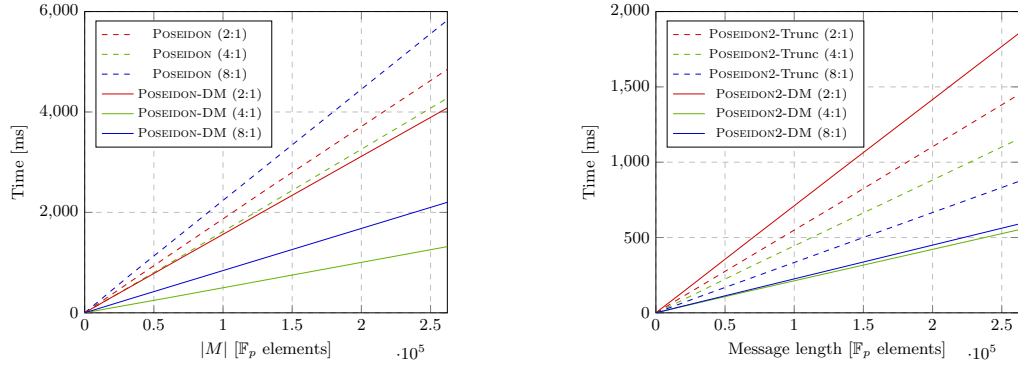 6,000
4,000
2,000
0
Time [ms]
POSEIDON (2:1)
POSEIDON (4:1)
POSEIDON (8:1)
POSEIDON-DM (2:1)
POSEIDON-DM (4:1)
POSEIDON-DM (8:1)
0 0.5 1 1.5 2 2.5
·10⁵
|M| [𝔽ₚ elements]
2,000
1,500
1,000
500
0
Time [ms]
POSEIDON2-Trunc (2:1)
POSEIDON2-Trunc (4:1)
POSEIDON2-Trunc (8:1)
POSEIDON2-DM (2:1)
POSEIDON2-DM (4:1)
POSEIDON2-DM (8:1)
0 0.5 1 1.5 2 2.5
·10⁵
Message length [𝔽ₚ elements]